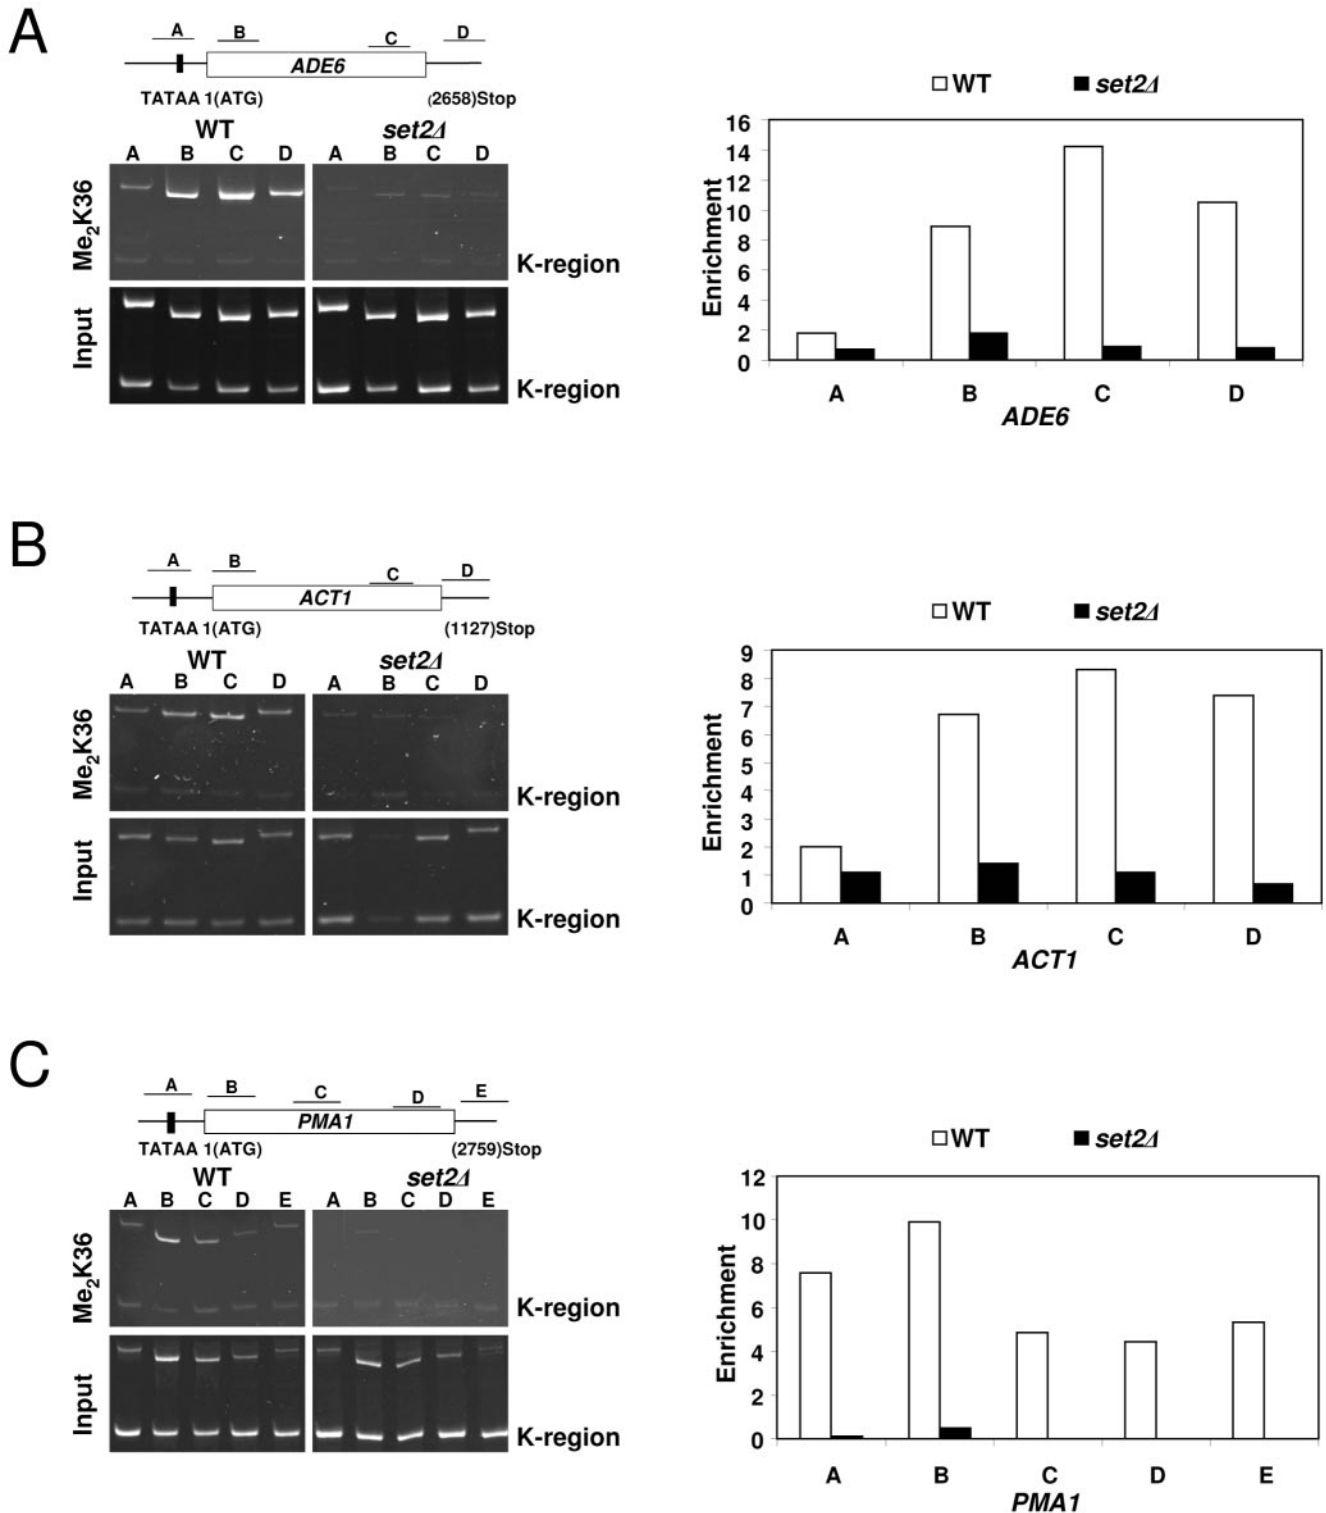 A
A B C D
ADE6
TATAA 1(ATG) (2658)Stop
WT set2Δ
A B C D A B C D
Me2K36
K-region
Input
K-region
WT set2Δ
Enrichment
16
14
12
10
8
6
4
2
0
A B C D
ADE6
B
A B C D
ACT1
TATAA 1(ATG) (1127)Stop
WT set2Δ
A B C D A B C D
Me2K36
K-region
Input
K-region
WT set2Δ
Enrichment
9
8
7
6
5
4
3
2
1
0
A B C D
ACT1
C
A B C D E
PMA1
TATAA 1(ATG) (2759)Stop
WT set2Δ
A B C D E A B C D E
Me2K36
K-region
Input
K-region
WT set2Δ
Enrichment
12
10
8
6
4
2
0
A B C D E
PMA1